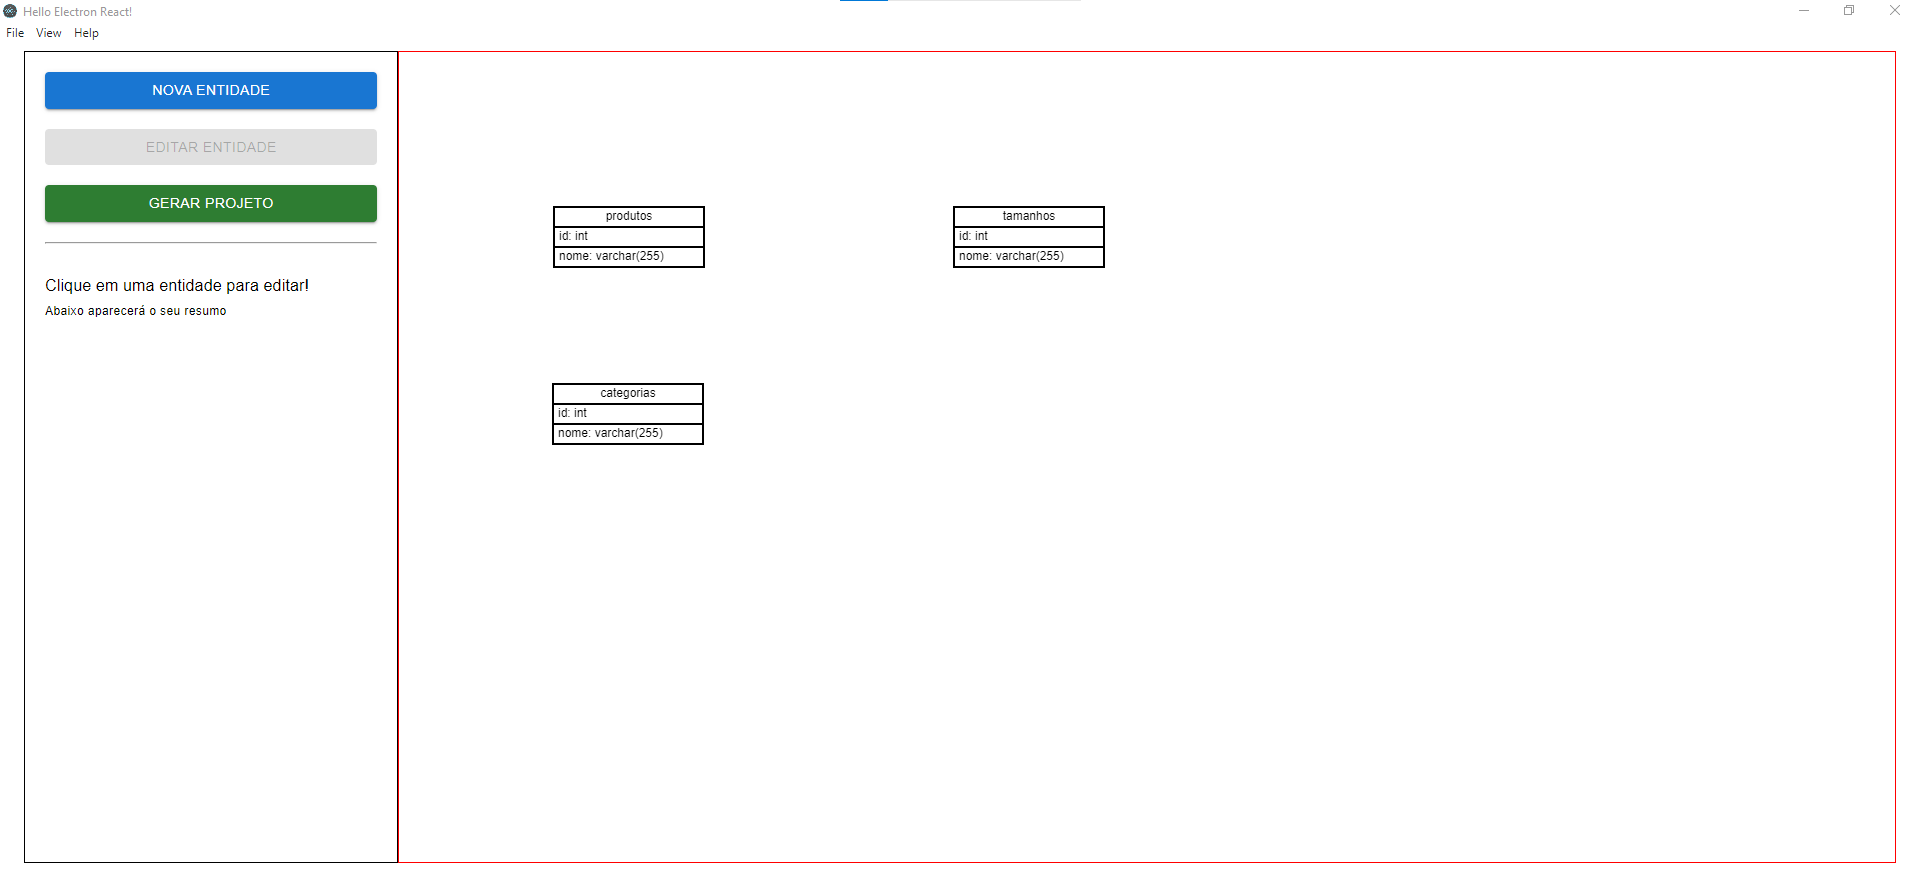 Hello Electron React!
File View Help
NOVA ENTIDADE
EDITAR ENTIDADE
GERAR PROJETO
Clique em uma entidade para editar!
Abaixo aparecerá o seu resumo
produtos
id: int
nome: varchar(255)
tamanhos
id: int
nome: varchar(255)
categorias
id: int
nome: varchar(255)